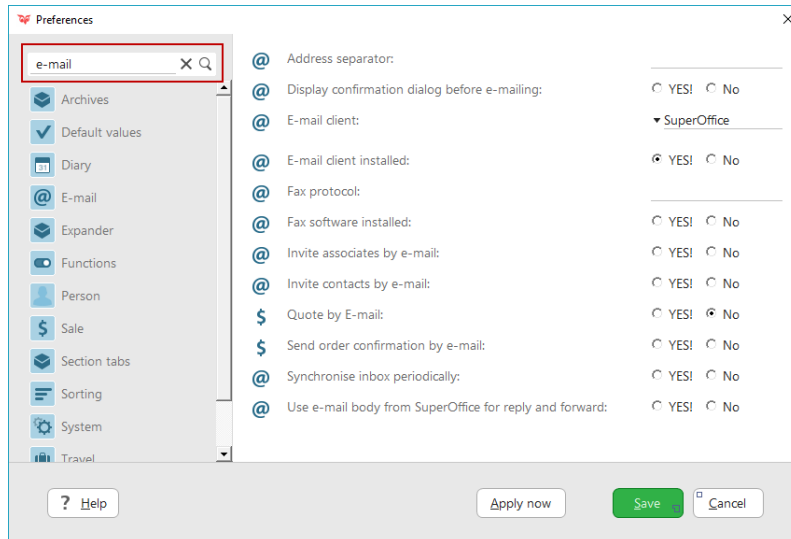 Preferences
e-mail
Archives
Default values
31
Diary
@ E-mail
Expander
Functions
Person
$ Sale
Section tabs
Sorting
System
Travel
@ Address separator:
@ Display confirmation dialog before e-mailing: YES! No
@ E-mail client: SuperOffice
@ E-mail client installed: YES! No
@ Fax protocol:
@ Fax software installed: YES! No
@ Invite associates by e-mail: YES! No
@ Invite contacts by e-mail: YES! No
$ Quote by E-mail: YES! No
$ Send order confirmation by e-mail: YES! No
@ Synchronise inbox periodically: YES! No
@ Use e-mail body from SuperOffice for reply and forward: YES! No
? Help
Apply now
Save
Cancel